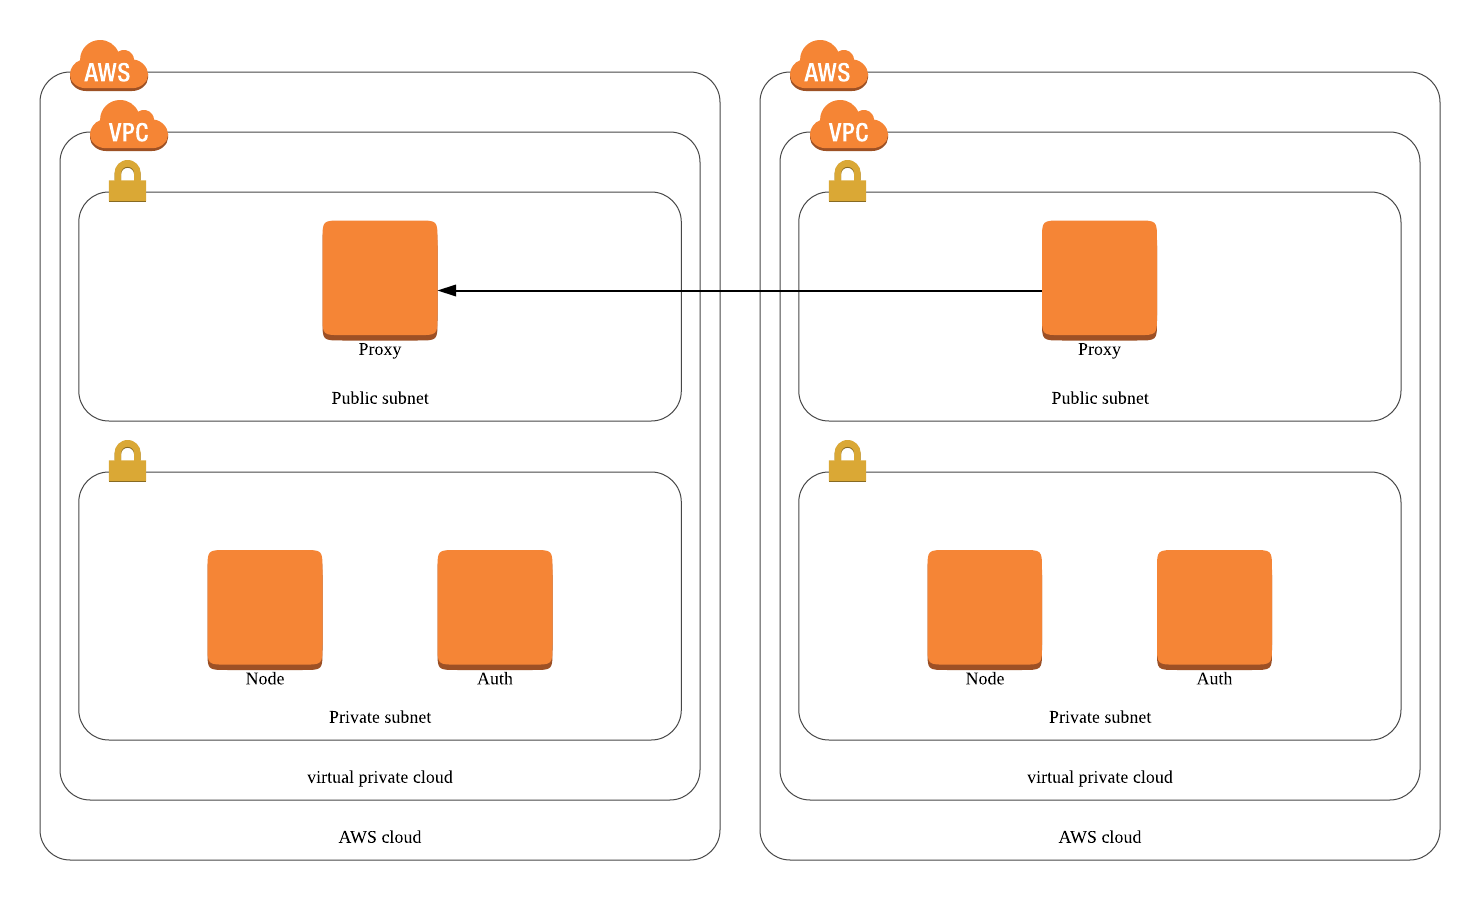 AWS
VPC
Proxy
Public subnet
Node
Auth
Private subnet
virtual private cloud
AWS cloud
AWS
VPC
Proxy
Public subnet
Node
Auth
Private subnet
virtual private cloud
AWS cloud